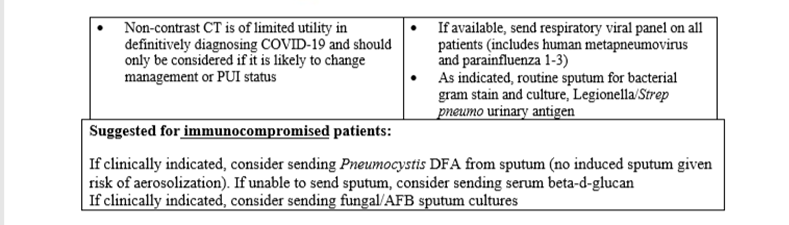 • Non-contrast CT is of limited utility in
definitively diagnosing COVID-19 and should
only be considered if it is likely to change
management or PUI status
• If available, send respiratory viral panel on all
patients (includes human metapneumovirus
and parainfluenza 1-3)
• As indicated, routine sputum for bacterial
gram stain and culture, Legionella/Strep
pneumo urinary antigen
Suggested for immunocompromised patients:
If clinically indicated, consider sending Pneumocystis DFA from sputum (no induced sputum given
risk of aerosolization). If unable to send sputum, consider sending serum beta-d-glucan
If clinically indicated, consider sending fungal/AFB sputum cultures